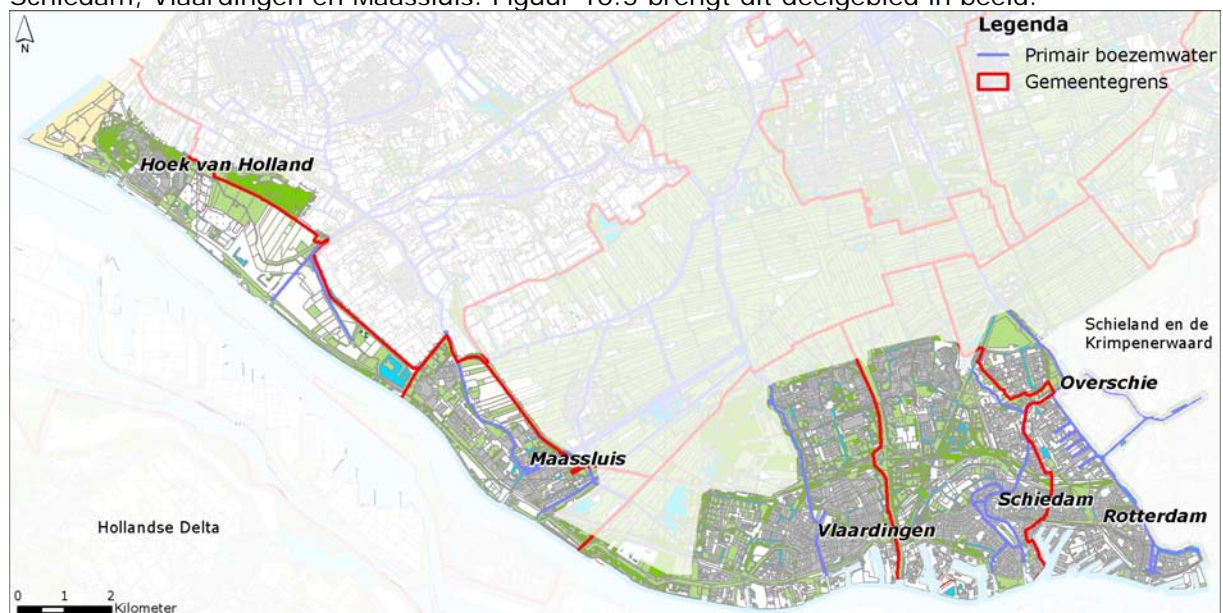 Schiedam, Vlaardingen en Maassluis. Figuur 10.5 brengt dit deelgebied in beeld.
N
Legenda
Primair boezemwater
Gemeentegrens
Hoek van Holland
Schieland en de
Krimpenerwaard
Overschie
Maassluis
Schiedam
Rotterdam
Vlaardingen
Hollandse Delta
0 1 2
Kilometer